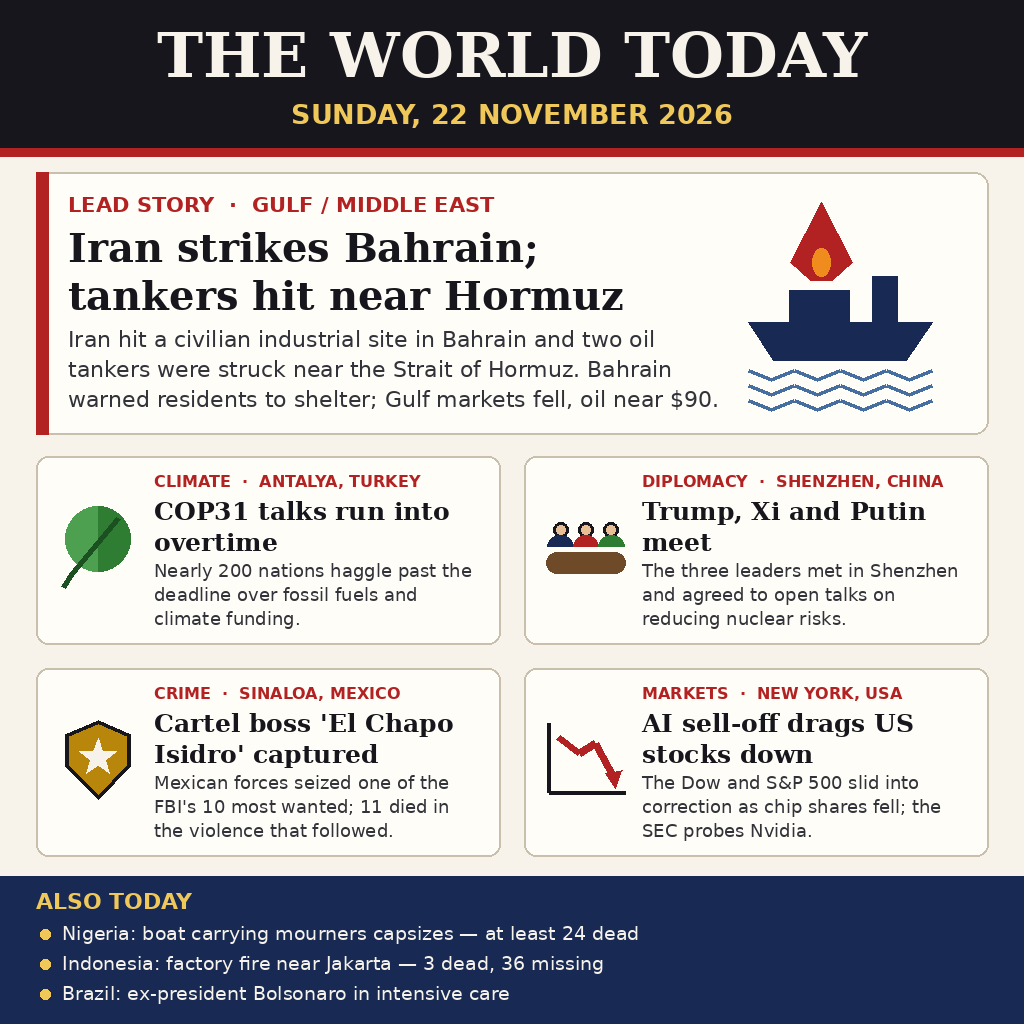 THE WORLD TODAY
SUNDAY, 22 NOVEMBER 2026
LEAD STORY · GULF / MIDDLE EAST
Iran strikes Bahrain;
tankers hit near Hormuz
Iran hit a civilian industrial site in Bahrain and two oil
tankers were struck near the Strait of Hormuz. Bahrain
warned residents to shelter; Gulf markets fell, oil near $90.
CLIMATE · ANTALYA, TURKEY
COP31 talks run into
overtime
Nearly 200 nations haggle past the
deadline over fossil fuels and
climate funding.
DIPLOMACY · SHENZHEN, CHINA
Trump, Xi and Putin
meet
The three leaders met in Shenzhen
and agreed to open talks on
reducing nuclear risks.
CRIME · SINALOA, MEXICO
Cartel boss 'El Chapo
Isidro' captured
Mexican forces seized one of the
FBI's 10 most wanted; 11 died in
the violence that followed.
MARKETS · NEW YORK, USA
AI sell-off drags US
stocks down
The Dow and S&P 500 slid into
correction as chip shares fell; the
SEC probes Nvidia.
ALSO TODAY
Nigeria: boat carrying mourners capsizes — at least 24 dead
Indonesia: factory fire near Jakarta — 3 dead, 36 missing
Brazil: ex-president Bolsonaro in intensive care